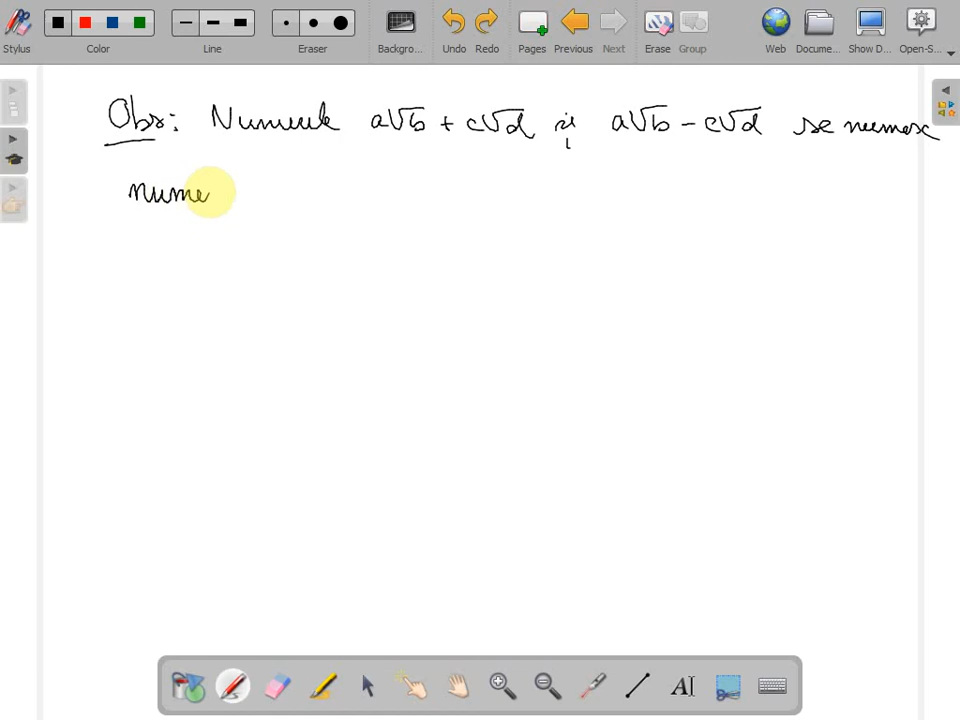 Stylus Color Line Eraser Backgro... Undo Redo Pages Previous Next Erase Group Web Docume... Show D... Open-S...
Obs: Numerele a√b + c√d și a√b - c√d se numesc
nume